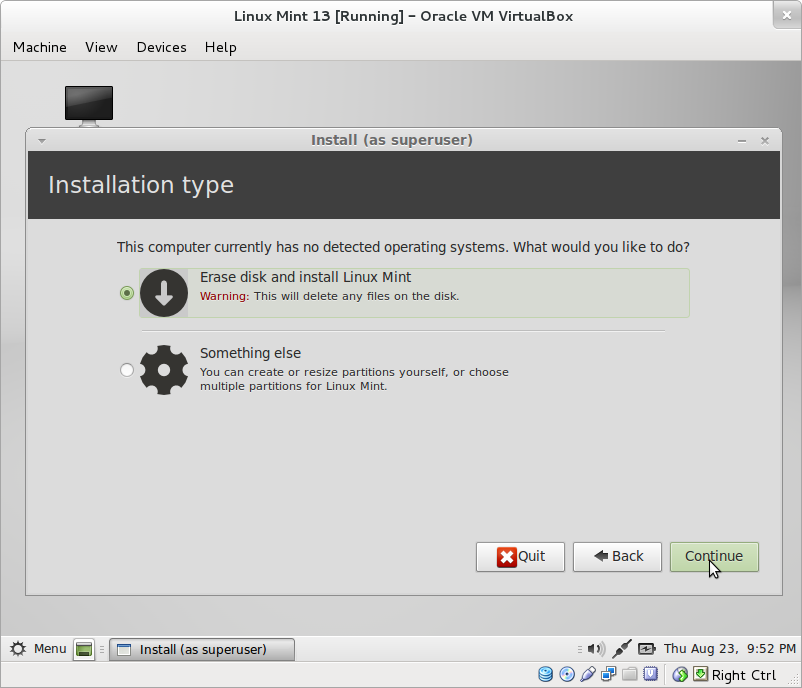 Linux Mint 13 [Running] – Oracle VM VirtualBox
Machine View Devices Help
Install (as superuser)
Installation type
This computer currently has no detected operating systems. What would you like to do?
Erase disk and install Linux Mint
Warning: This will delete any files on the disk.
Something else
You can create or resize partitions yourself, or choose
multiple partitions for Linux Mint.
Quit Back Continue
Menu Install (as superuser) Thu Aug 23, 9:52 PM
Right Ctrl